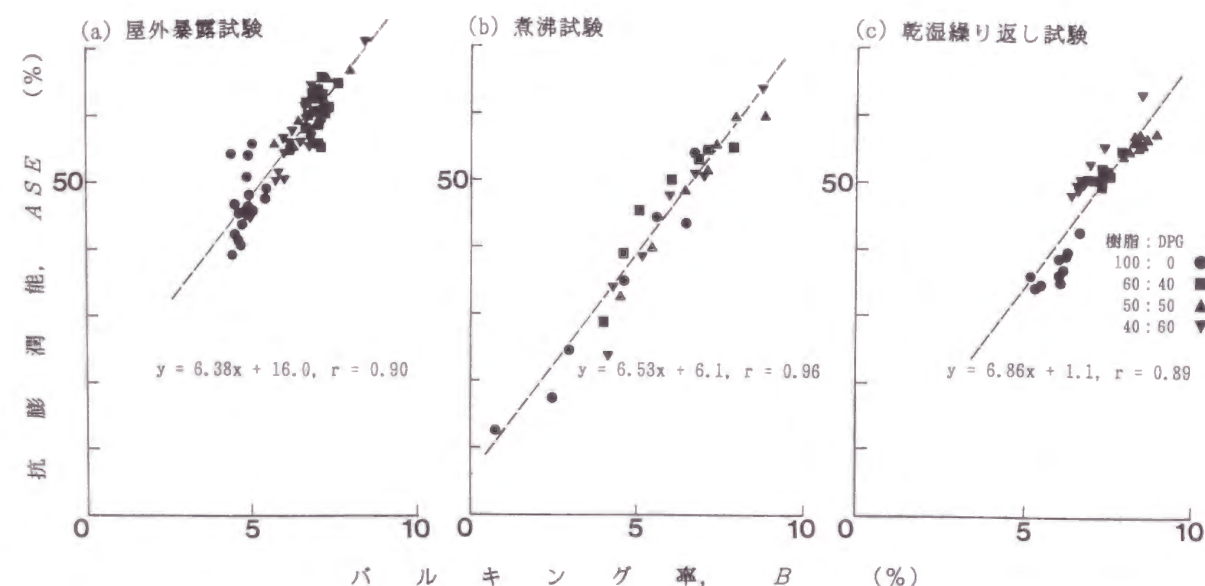 (a) 屋外暴露試験
(b) 煮沸試験
(c) 乾湿繰り返し試験
抗膨潤能, ASE (%)
50
50
50
樹脂:DPG
100: 0 ●
60:40 ■
50:50 ▲
40:60 ▼
y = 6.38x + 16.0, r = 0.90
y = 6.53x + 6.1, r = 0.96
y = 6.86x + 1.1, r = 0.89
0 5 10
0 5 10
0 5 10
バルキング率, B (%)